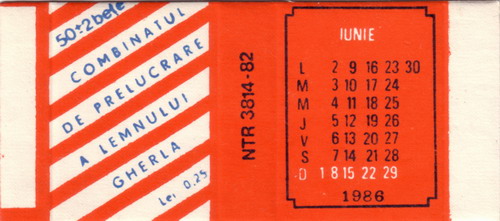 50±2 bețe
COMBINATUL
DE PRELUCRARE
A LEMNULUI
GHERLA
Lei 0,25
NTR 3814-82
IUNIE
L 2 9 16 23 30
M 3 10 17 24
M 4 11 18 25
J 5 12 19 26
V 6 13 20 27
S 7 14 21 28
D 1 8 15 22 29
1986